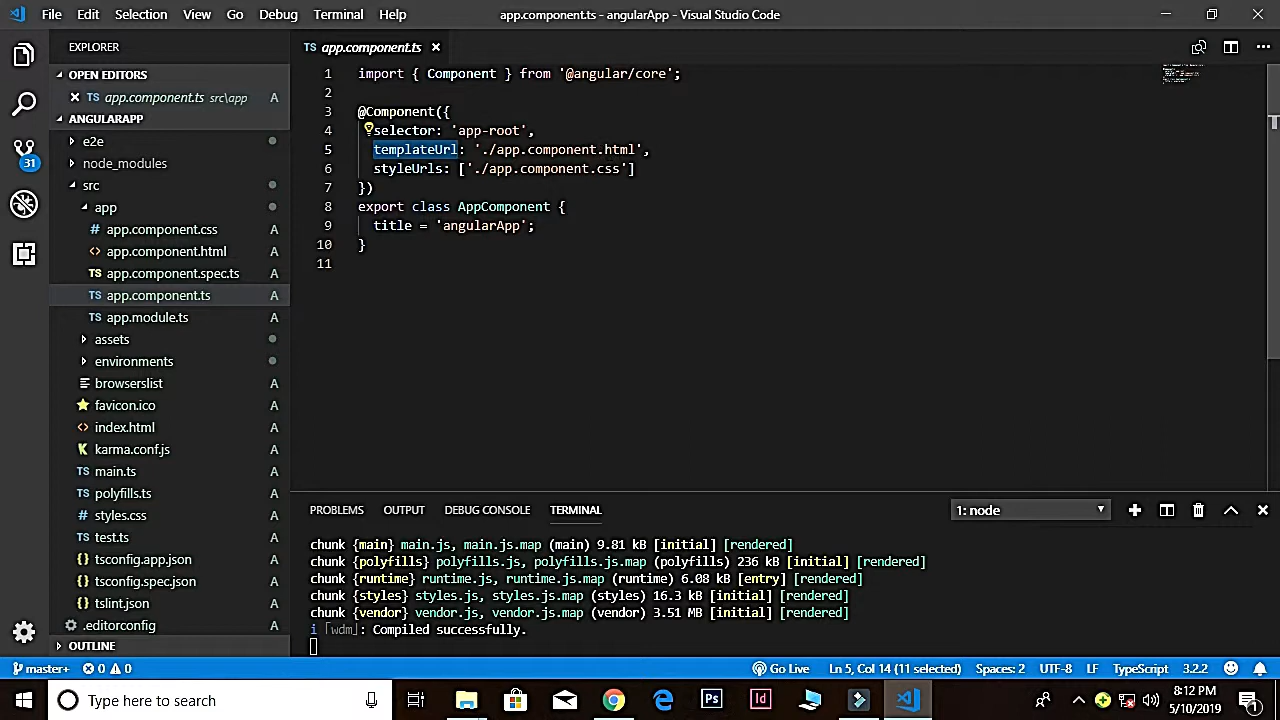 File Edit Selection View Go Debug Terminal Help
app.component.ts - angularApp - Visual Studio Code
EXPLORER
OPEN EDITORS
TS app.component.ts src\app A
ANGULARAPP
e2e
node_modules
src
app
# app.component.css A
<> app.component.html A
TS app.component.spec.ts A
TS app.component.ts A
TS app.module.ts A
assets
environments
browserslist A
favicon.ico A
<> index.html A
K karma.conf.js A
TS main.ts A
TS polyfills.ts A
# styles.css A
TS test.ts A
{} tsconfig.app.json A
{} tsconfig.spec.json A
{} tslint.json A
.editorconfig A
OUTLINE
31
TS app.component.ts
1 import { Component } from '@angular/core';
2
3 @Component({
4 selector: 'app-root',
5 templateUrl: './app.component.html',
6 styleUrls: ['./app.component.css']
7 })
8 export class AppComponent {
9 title = 'angularApp';
10 }
11
PROBLEMS OUTPUT DEBUG CONSOLE TERMINAL
1: node
chunk {main} main.js, main.js.map (main) 9.81 kB [initial] [rendered]
chunk {polyfills} polyfills.js, polyfills.js.map (polyfills) 236 kB [initial] [rendered]
chunk {runtime} runtime.js, runtime.js.map (runtime) 6.08 kB [entry] [rendered]
chunk {styles} styles.js, styles.js.map (styles) 16.3 kB [initial] [rendered]
chunk {vendor} vendor.js, vendor.js.map (vendor) 3.51 MB [initial] [rendered]
i ｢wdm｣: Compiled successfully.
master+ 0 0
Go Live Ln 5, Col 14 (11 selected) Spaces: 2 UTF-8 LF TypeScript 3.2.2
Type here to search
Ps Id
8:12 PM
5/10/2019
1